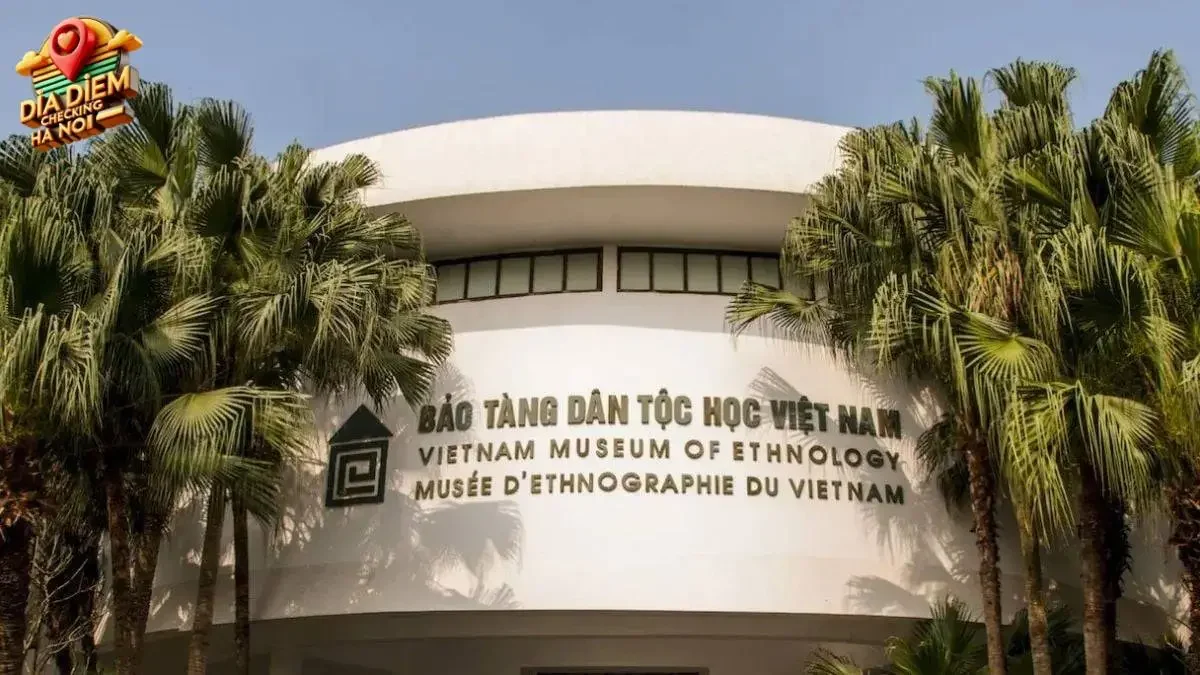 ĐỊA ĐIỂM
CHECKING
HÀ NỘI
BẢO TÀNG DÂN TỘC HỌC VIỆT NAM
VIETNAM MUSEUM OF ETHNOLOGY
MUSÉE D'ETHNOGRAPHIE DU VIETNAM